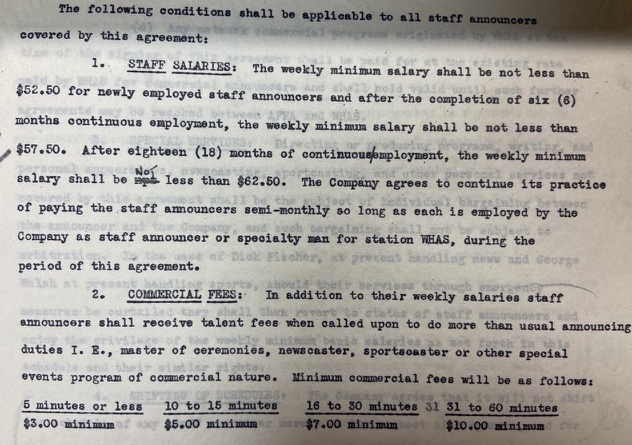 The following conditions shall be applicable to all staff announcers
covered by this agreement:
1. STAFF SALARIES: The weekly minimum salary shall be not less than
$52.50 for newly employed staff announcers and after the completion of six (6)
months continuous employment, the weekly minimum salary shall be not less than
$57.50. After eighteen (18) months of continuous/employment, the weekly minimum
salary shall be Not less than $62.50. The Company agrees to continue its practice
of paying the staff announcers semi-monthly so long as each is employed by the
Company as staff announcer or specialty man for station WHAS, during the
period of this agreement.
2. COMMERCIAL FEES: In addition to their weekly salaries staff
announcers shall receive talent fees when called upon to do more than usual announcing
duties I. E., master of ceremonies, newscaster, sportscaster or other special
events program of commercial nature. Minimum commercial fees will be as follows:
5 minutes or less 10 to 15 minutes 16 to 30 minutes 31 31 to 60 minutes
$3.00 minimum $5.00 minimum $7.00 minimum $10.00 minimum